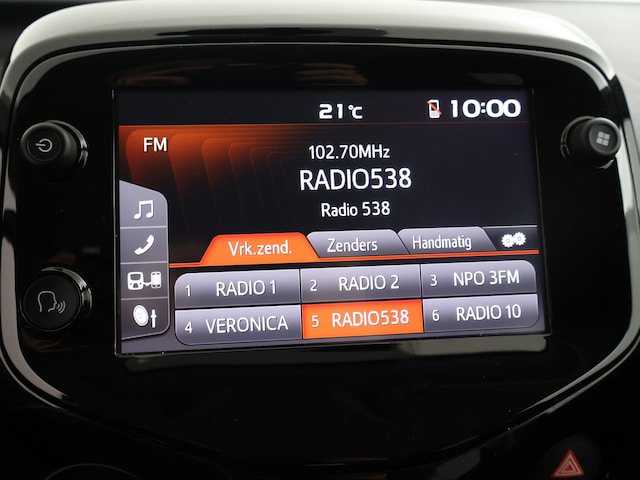 21°C 10:00
FM
102.70MHz
RADIO538
Radio 538
Vrk.zend. Zenders Handmatig
1 RADIO 1 2 RADIO 2 3 NPO 3FM
4 VERONICA 5 RADIO538 6 RADIO 10